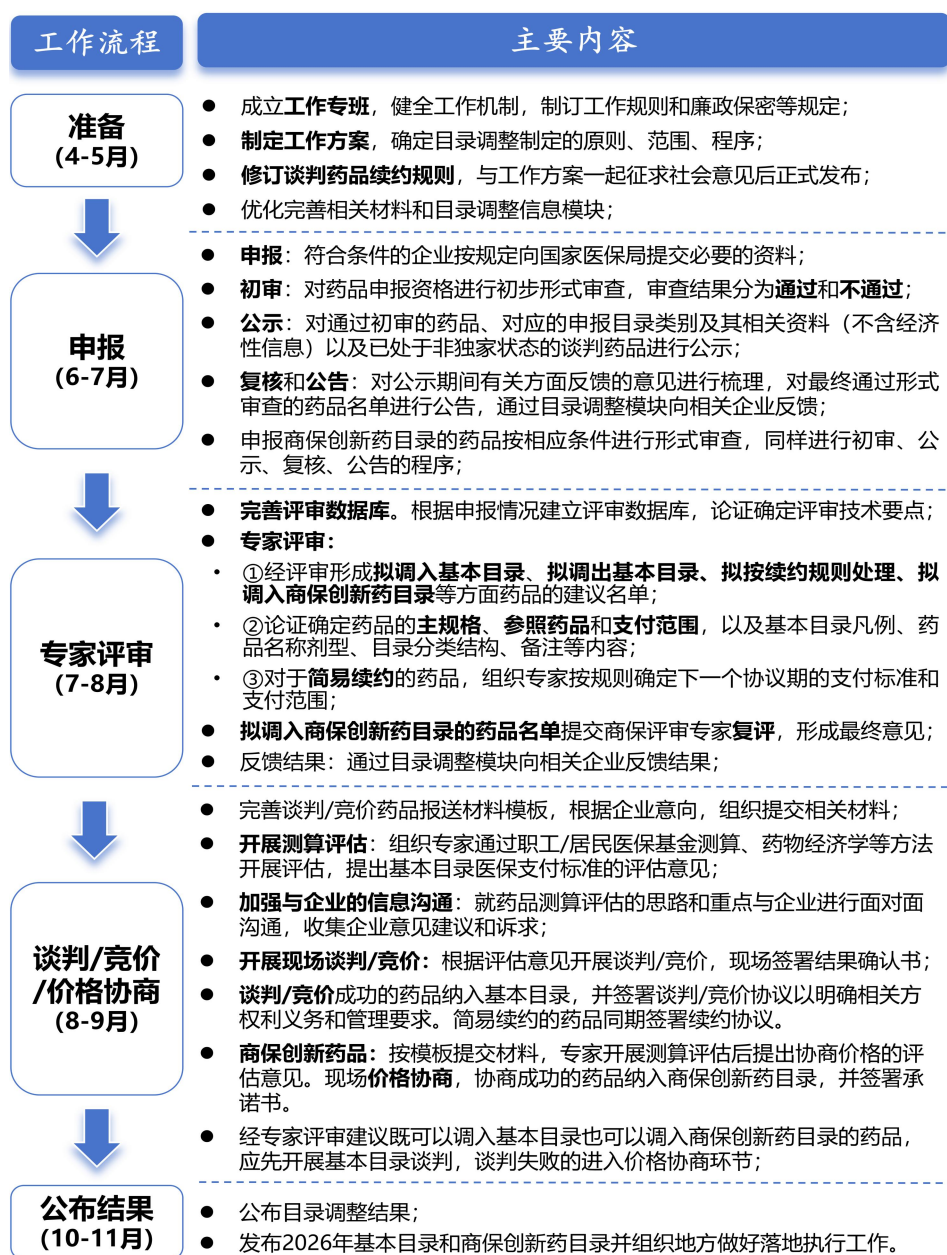 工作流程
主要内容
准备
(4-5月)
● 成立工作专班，健全工作机制，制订工作规则和廉政保密等规定；
● 制定工作方案，确定目录调整制定的原则、范围、程序；
● 修订谈判药品续约规则，与工作方案一起征求社会意见后正式发布；
● 优化完善相关材料和目录调整信息模块；
申报
(6-7月)
● 申报：符合条件的企业按规定向国家医保局提交必要的资料；
● 初审：对药品申报资格进行初步形式审查，审查结果分为通过和不通过；
● 公示：对通过初审的药品、对应的申报目录类别及其相关资料（不含经济
性信息）以及已处于非独家状态的谈判药品进行公示；
● 复核和公告：对公示期间有关方面反馈的意见进行梳理，对最终通过形式
审查的药品名单进行公告，通过目录调整模块向相关企业反馈；
● 申报商保创新药目录的药品按相应条件进行形式审查，同样进行初审、公
示、复核、公告的程序；
专家评审
(7-8月)
● 完善评审数据库。根据申报情况建立评审数据库，论证确定评审技术要点；
● 专家评审：
· ①经评审形成拟调入基本目录、拟调出基本目录、拟按续约规则处理、拟
调入商保创新药目录等方面药品的建议名单；
· ②论证确定药品的主规格、参照药品和支付范围，以及基本目录凡例、药
品名称剂型、目录分类结构、备注等内容；
· ③对于简易续约的药品，组织专家按规则确定下一个协议期的支付标准和
支付范围；
● 拟调入商保创新药目录的药品名单提交商保评审专家复评，形成最终意见；
● 反馈结果：通过目录调整模块向相关企业反馈结果；
谈判/竞价
/价格协商
(8-9月)
● 完善谈判/竞价药品报送材料模板，根据企业意向，组织提交相关材料；
● 开展测算评估：组织专家通过职工/居民医保基金测算、药物经济学等方法
开展评估，提出基本目录医保支付标准的评估意见；
● 加强与企业的信息沟通：就药品测算评估的思路和重点与企业进行面对面
沟通，收集企业意见建议和诉求；
● 开展现场谈判/竞价：根据评估意见开展谈判/竞价，现场签署结果确认书；
● 谈判/竞价成功的药品纳入基本目录，并签署谈判/竞价协议以明确相关方
权利义务和管理要求。简易续约的药品同期签署续约协议。
● 商保创新药品：按模板提交材料，专家开展测算评估后提出协商价格的评
估意见。现场价格协商，协商成功的药品纳入商保创新药目录，并签署承
诺书。
● 经专家评审建议既可以调入基本目录也可以调入商保创新药目录的药品，
应先开展基本目录谈判，谈判失败的进入价格协商环节；
公布结果
(10-11月)
● 公布目录调整结果；
● 发布2026年基本目录和商保创新药目录并组织地方做好落地执行工作。